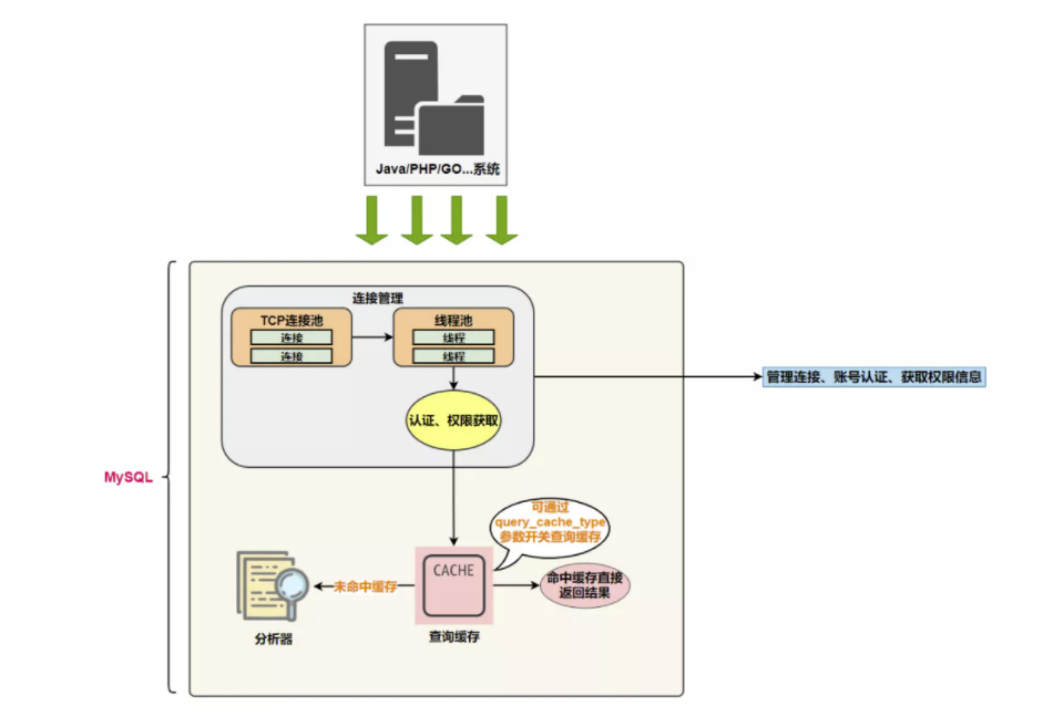 Java/PHP/GO...系统
连接管理
TCP连接池
连接
连接
线程池
线程
线程
认证、权限获取
管理连接、账号认证、获取权限信息
MySQL
可通过
query_cache_type
参数开关查询缓存
CACHE
查询缓存
未命中缓存
分析器
命中缓存直接
返回结果